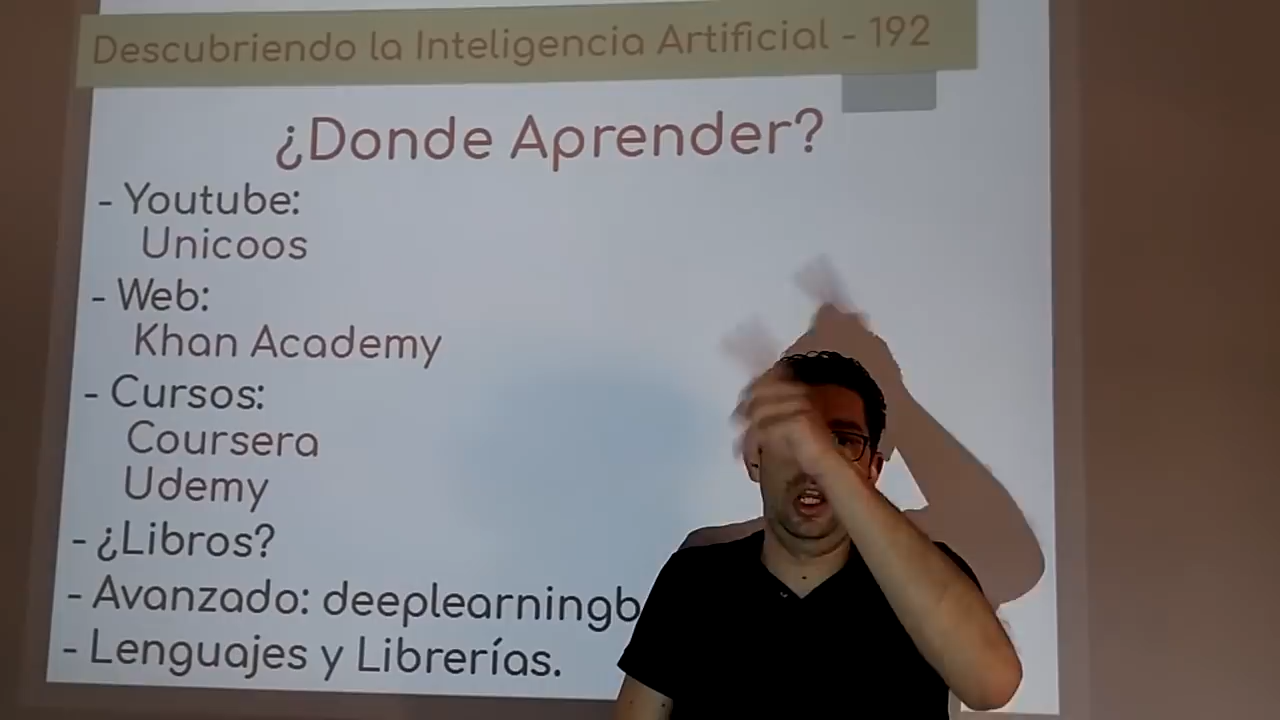 Descubriendo la Inteligencia Artificial - 192
¿Donde Aprender?
- Youtube:
Unicoos
- Web:
Khan Academy
- Cursos:
Coursera
Udemy
- ¿Libros?
- Avanzado: deeplearningb
- Lenguajes y Librerías.